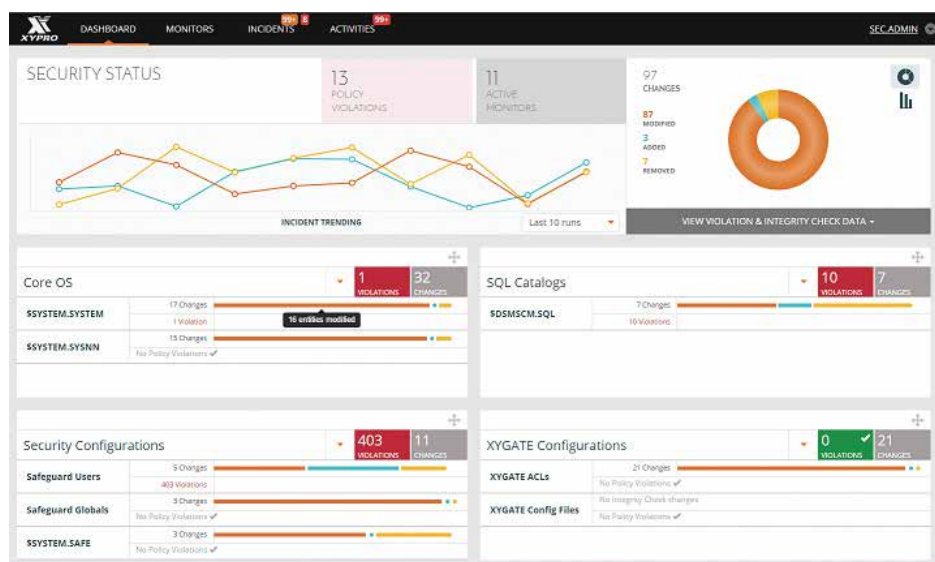 XYPRO
DASHBOARD
MONITORS
INCIDENTS
99+
8
ACTIVITIES
99+
SEC.ADMIN
SECURITY STATUS
13
POLICY
VIOLATIONS
11
ACTIVE
MONITORS
97
CHANGES
87
MODIFIED
3
ADDED
7
REMOVED
INCIDENT TRENDING
Last 10 runs
VIEW VIOLATION & INTEGRITY CHECK DATA
Core OS
1
VIOLATIONS
32
CHANGES
$SYSTEM.SYSTEM
17 Changes
1 Violation
16 entities modified
$SYSTEM.SYSNN
15 Changes
No Policy Violations
SQL Catalogs
10
VIOLATIONS
7
CHANGES
$DSMSCM.SQL
7 Changes
10 Violations
Security Configurations
403
VIOLATIONS
11
CHANGES
Safeguard Users
5 Changes
403 Violations
Safeguard Globals
3 Changes
No Policy Violations
$SYSTEM.SAFE
3 Changes
No Policy Violations
XYGATE Configurations
0
VIOLATIONS
21
CHANGES
XYGATE ACLs
21 Changes
No Policy Violations
XYGATE Config Files
No Integrity Check changes
No Policy Violations